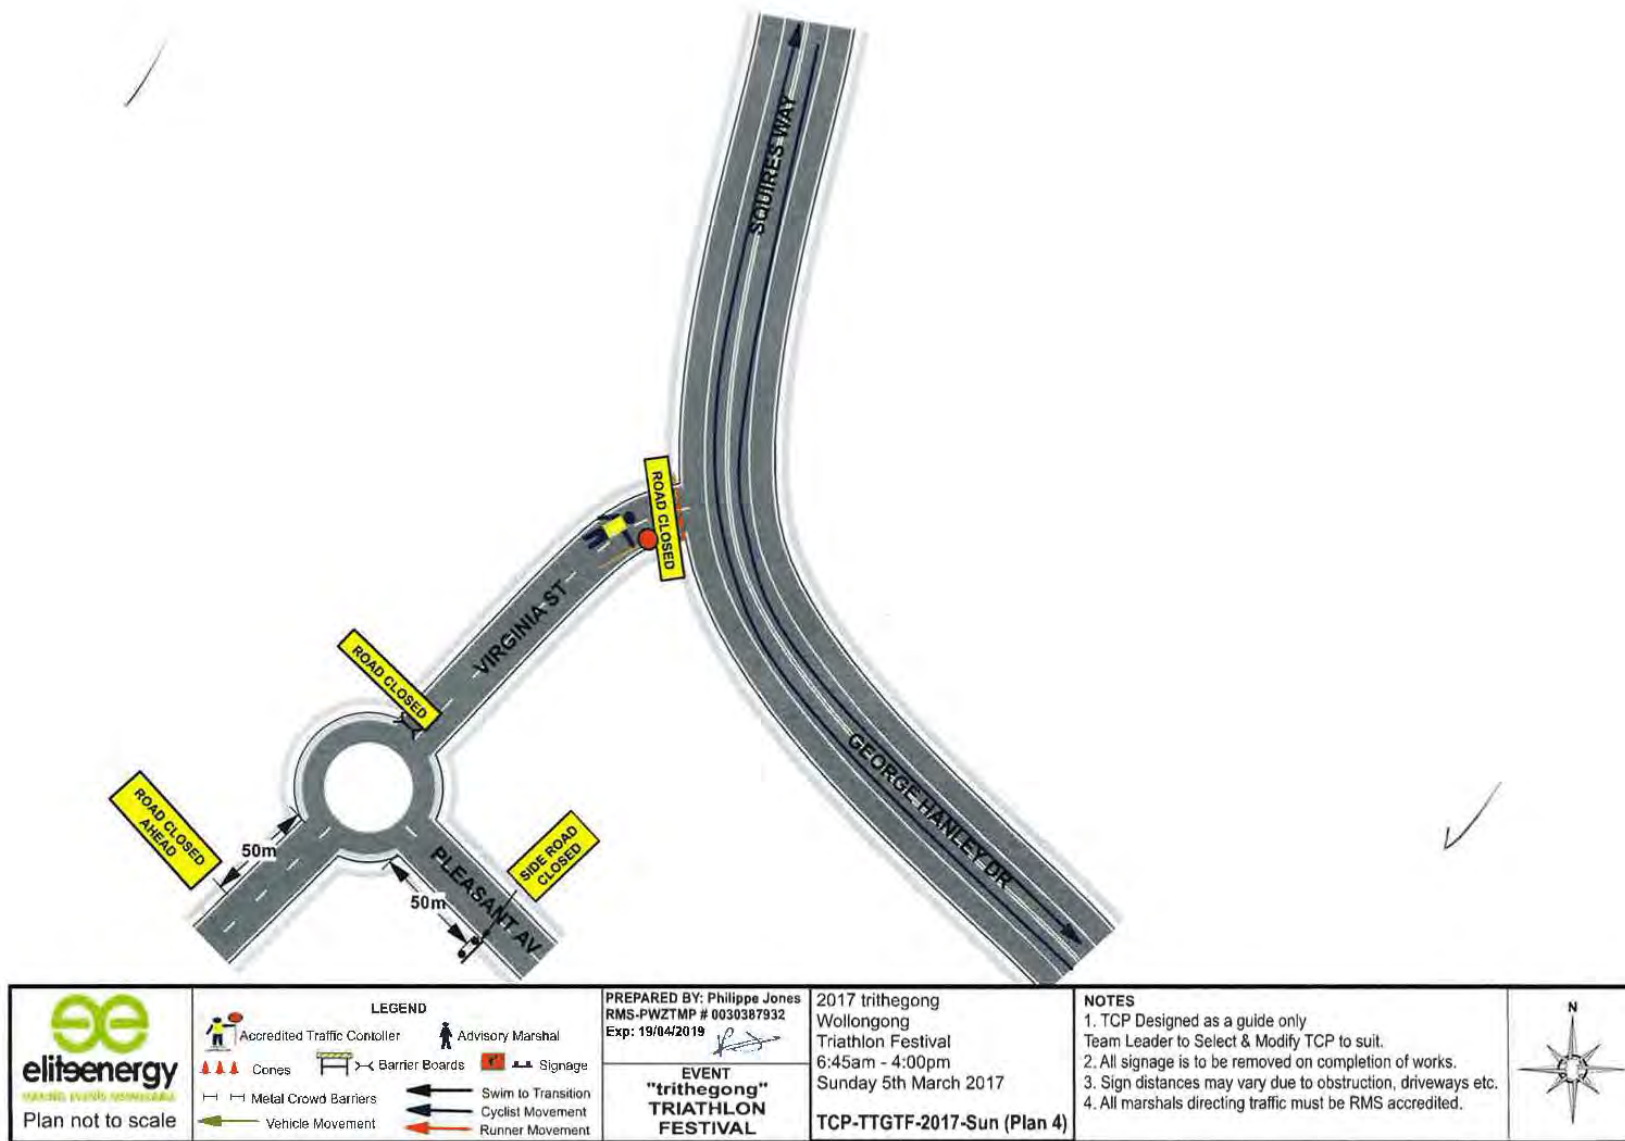 SQUIRES WAY
ROAD CLOSED
VIRGINIA ST
ROAD CLOSED
GEORGE HANLEY DR
ROAD CLOSED
AHEAD
50m
SIDE ROAD
CLOSED
50m
PLEASANT AV
eliteenergy
Plan not to scale
LEGEND
Accredited Traffic Contoller
Advisory Marshal
Cones
Barrier Boards
Signage
Metal Crowd Barriers
Swim to Transition
Cyclist Movement
Vehicle Movement
Runner Movement
PREPARED BY: Philippe Jones
RMS-PWZTMP # 0030387932
Exp: 19/04/2019
EVENT
"trithegong"
TRIATHLON
FESTIVAL
2017 trithegong
Wollongong
Triathlon Festival
6:45am - 4:00pm
Sunday 5th March 2017
TCP-TTGTF-2017-Sun (Plan 4)
NOTES
1. TCP Designed as a guide only
Team Leader to Select & Modify TCP to suit.
2. All signage is to be removed on completion of works.
3. Sign distances may vary due to obstruction, driveways etc.
4. All marshals directing traffic must be RMS accredited.
N